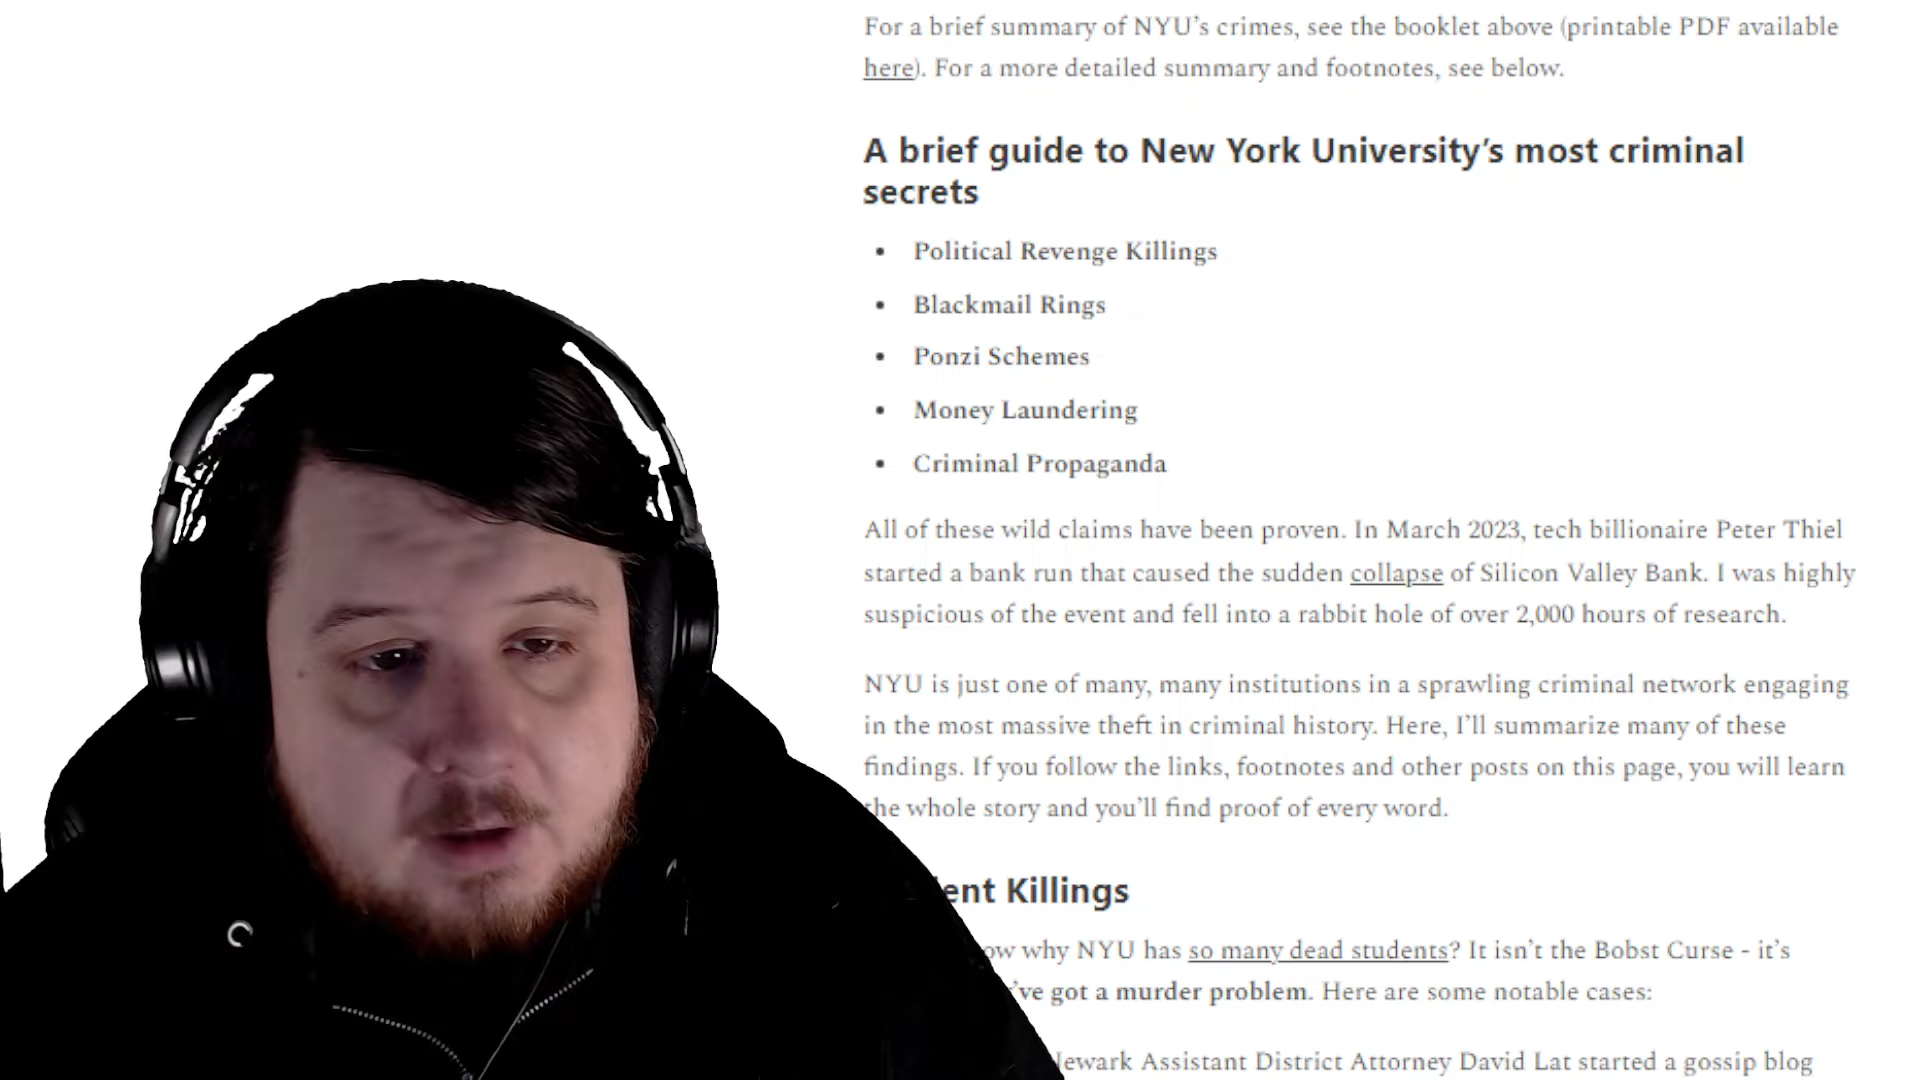 For a brief summary of NYU's crimes, see the booklet above (printable PDF available
here). For a more detailed summary and footnotes, see below.
A brief guide to New York University's most criminal
secrets
• Political Revenge Killings
• Blackmail Rings
• Ponzi Schemes
• Money Laundering
• Criminal Propaganda
All of these wild claims have been proven. In March 2023, tech billionaire Peter Thiel
started a bank run that caused the sudden collapse of Silicon Valley Bank. I was highly
suspicious of the event and fell into a rabbit hole of over 2,000 hours of research.
NYU is just one of many, many institutions in a sprawling criminal network engaging
in the most massive theft in criminal history. Here, I'll summarize many of these
findings. If you follow the links, footnotes and other posts on this page, you will learn
the whole story and you'll find proof of every word.
Killings
why NYU has so many dead students? It isn't the Bobst Curse - it's
got a murder problem. Here are some notable cases:
Assistant District Attorney David Lat started a gossip blog